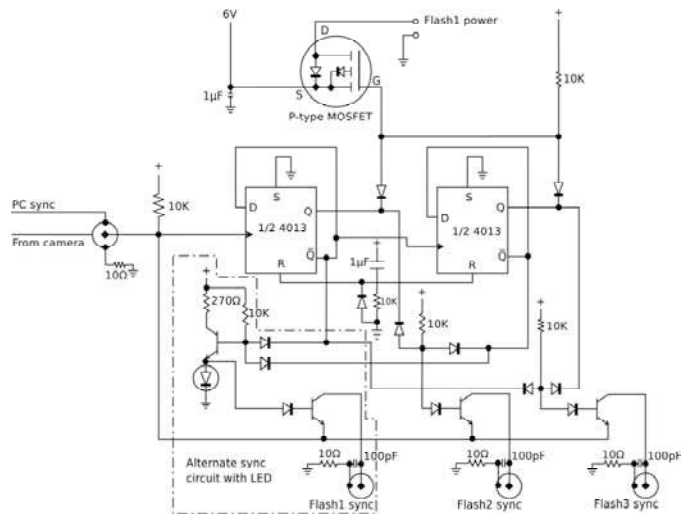 6V
D
Flash1 power
+
1µF
S
G
10K
P-type MOSFET
+
10K
PC sync
From camera
10Ω
D
S
Q
1/2 4013
Q̅
R
D
S
Q
1/2 4013
Q̅
R
+
1µF
10K
+
270Ω
10K
+
10K
+
10K
Alternate sync
circuit with LED
10Ω
100pF
Flash1 sync
10Ω
100pF
Flash2 sync
10Ω
100pF
Flash3 sync